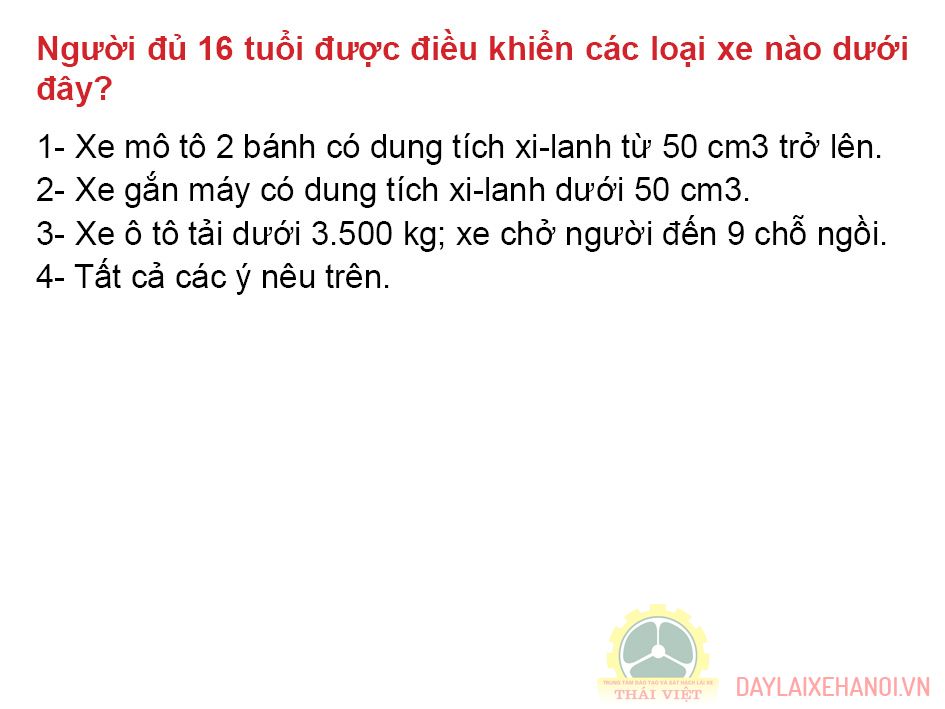 Người đủ 16 tuổi được điều khiển các loại xe nào dưới
đây?
1- Xe mô tô 2 bánh có dung tích xi-lanh từ 50 cm3 trở lên.
2- Xe gắn máy có dung tích xi-lanh dưới 50 cm3.
3- Xe ô tô tải dưới 3.500 kg; xe chở người đến 9 chỗ ngồi.
4- Tất cả các ý nêu trên.
TRUNG TÂM ĐÀO TẠO VÀ SÁT HẠCH LÁI XE
THÁI VIỆT
DAYLAIXEHANOI.VN